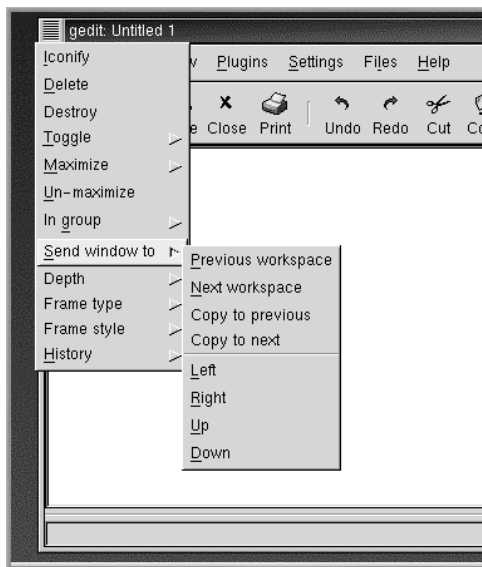 gedit: Untitled 1
Plugins Settings Files Help
Close Print Undo Redo Cut
Iconify
Delete
Destroy
Toggle
Maximize
Un-maximize
In group
Send window to
Depth
Frame type
Frame style
History
Previous workspace
Next workspace
Copy to previous
Copy to next
Left
Right
Up
Down